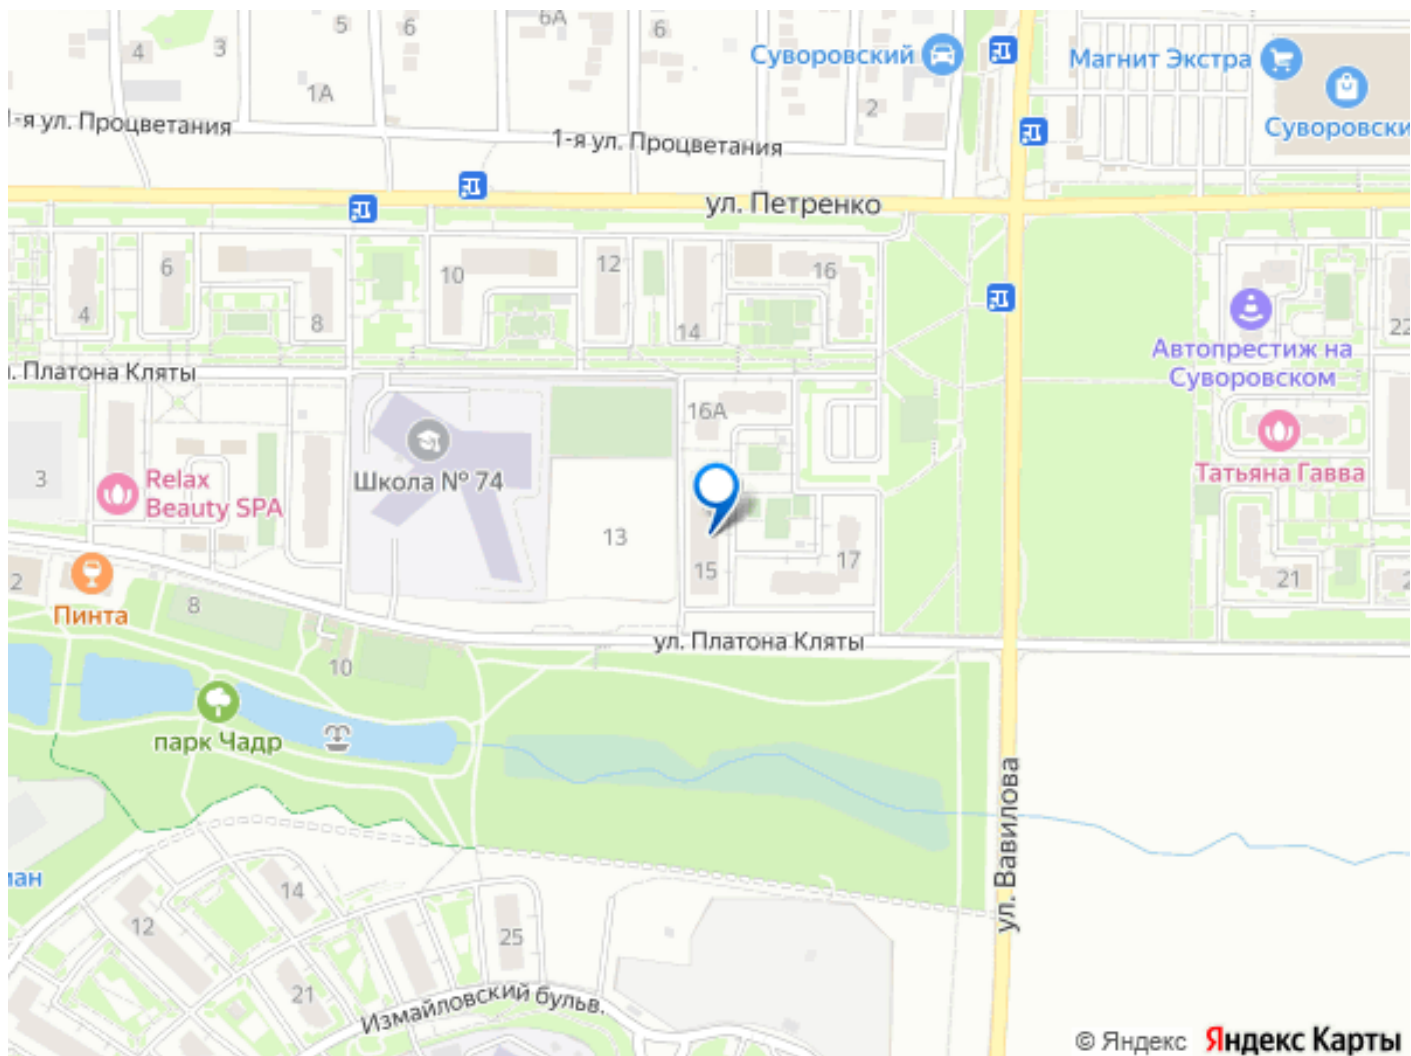 5
6
6А
6
4
3
1А
2
Суворовский
Магнит Экстра
Суворовски
1-я ул. Процветания
1-я ул. Процветания
ул. Петренко
4
6
8
10
12
14
16
22
Автопрестиж на
Суворовском
. Платона Кляты
16А
Школа № 74
Татьяна Гавва
3
Relax
Beauty SPA
13
15
17
21
2
2
Пинта
8
10
ул. Платона Кляты
парк Чадр
ул. Вавилова
ан
14
12
25
21
Измайловский бульв.
© Яндекс Яндекс Карты